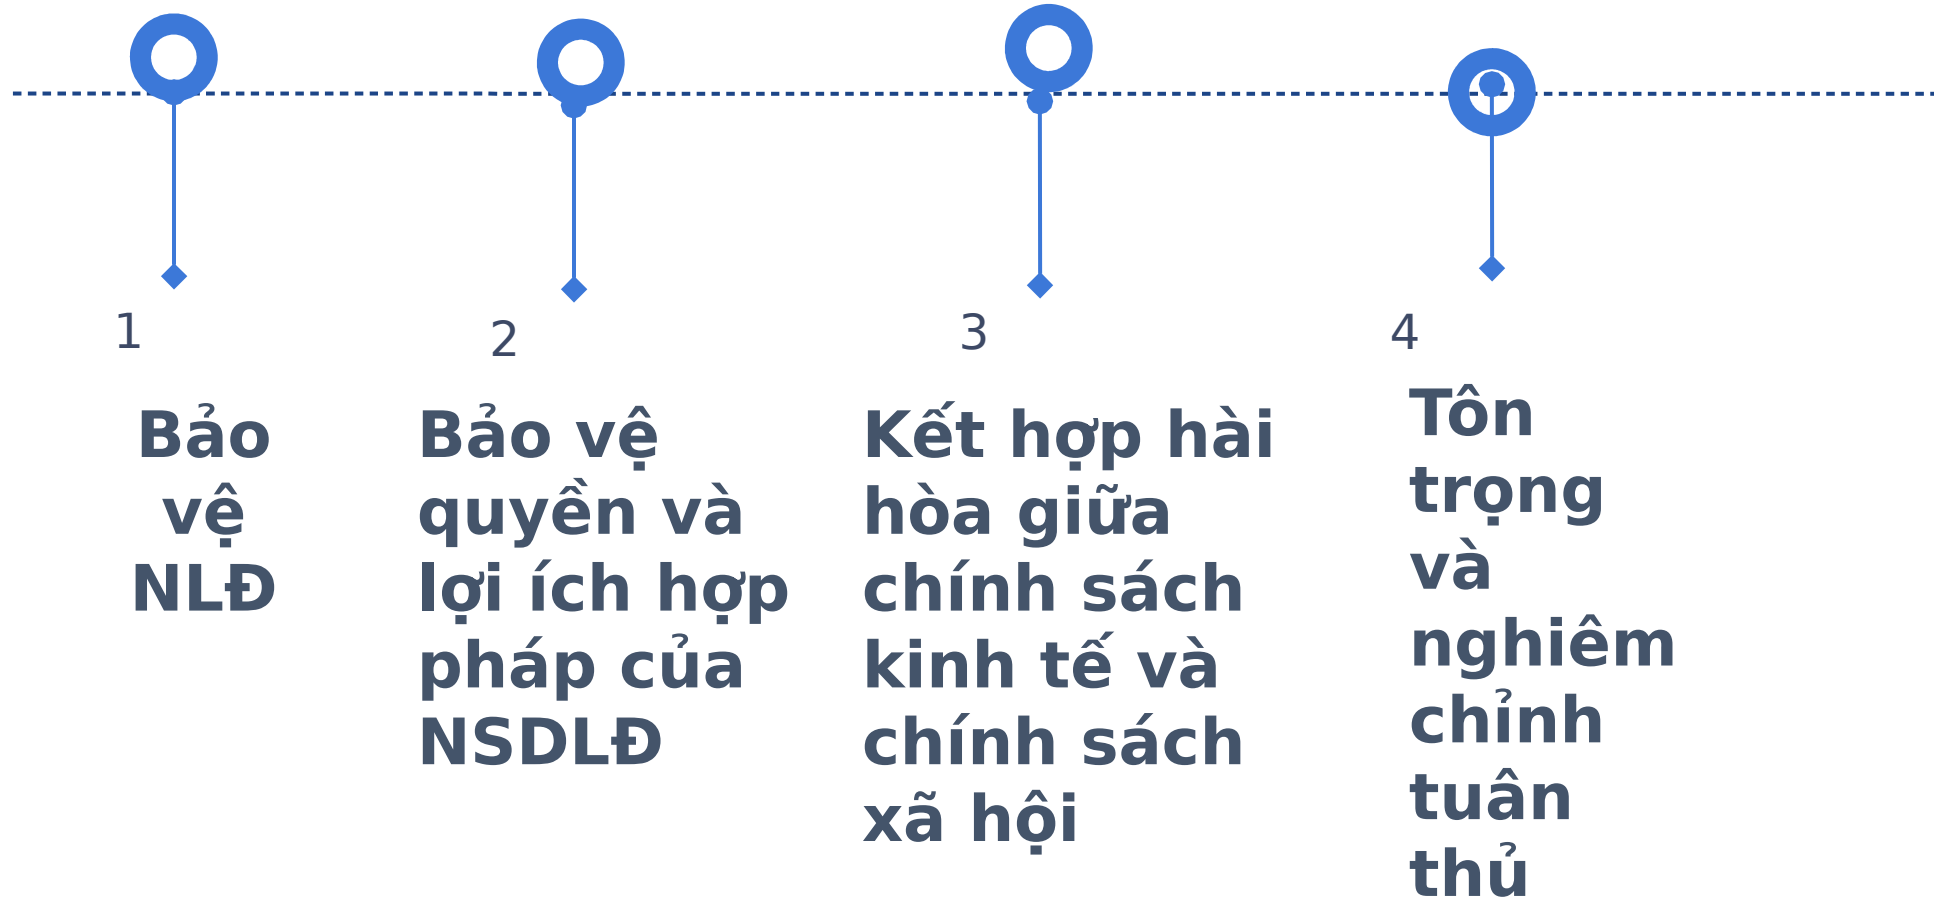 1
Bảo
vệ
NLĐ
2
Bảo vệ
quyền và
lợi ích hợp
pháp của
NSDLĐ
3
Kết hợp hài
hòa giữa
chính sách
kinh tế và
chính sách
xã hội
4
Tôn
trọng
và
nghiêm
chỉnh
tuân
thủ